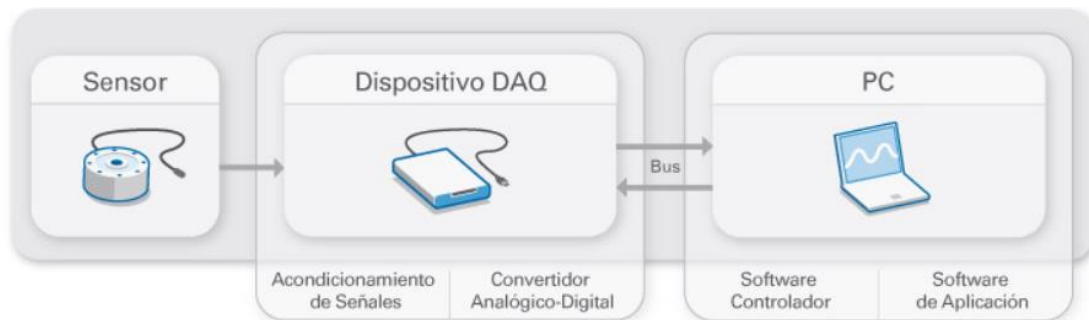 Sensor
Dispositivo DAQ
PC
Bus
Acondicionamiento
de Señales
Convertidor
Analógico-Digital
Software
Controlador
Software
de Aplicación